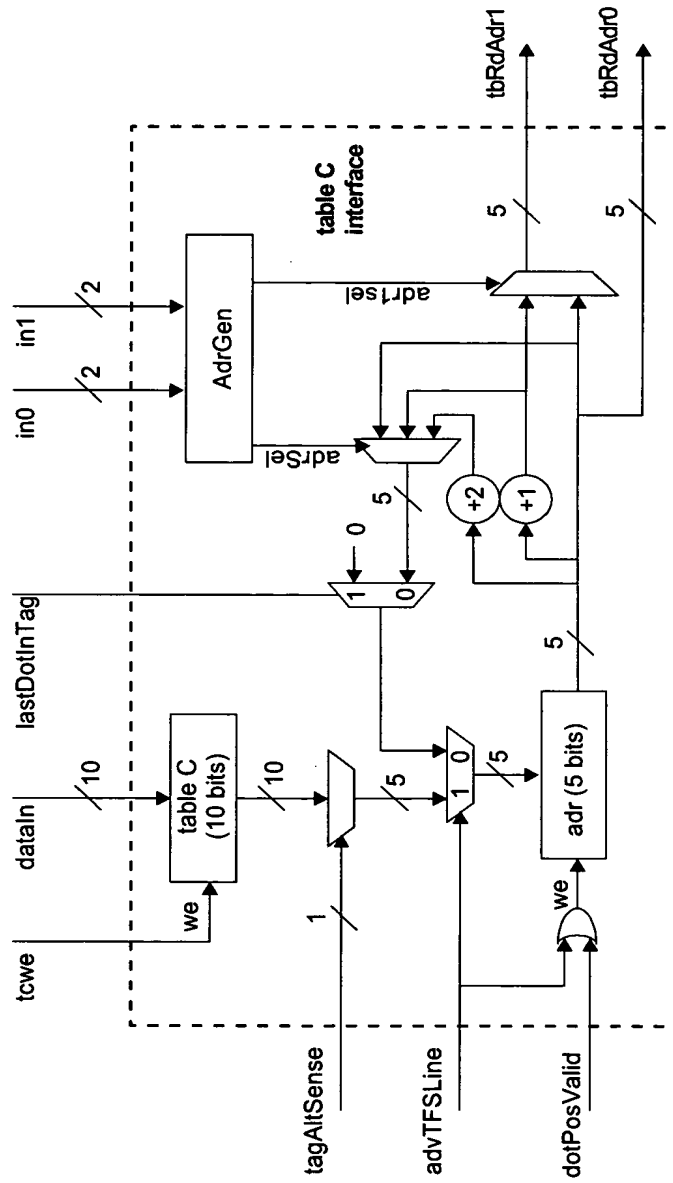 tcwe
dataIn
10
lastDotInTag
in0
2
in1
2
we
table C
(10 bits)
10
AdrGen
table C
interface
adrSel
adr1sel
1
0
0
5
tagAltSense
1
5
advTFSLine
1 0
5
dotPosValid
we
adr (5 bits)
5
+2
+1
5
tbRdAdr1
5
tbRdAdr0